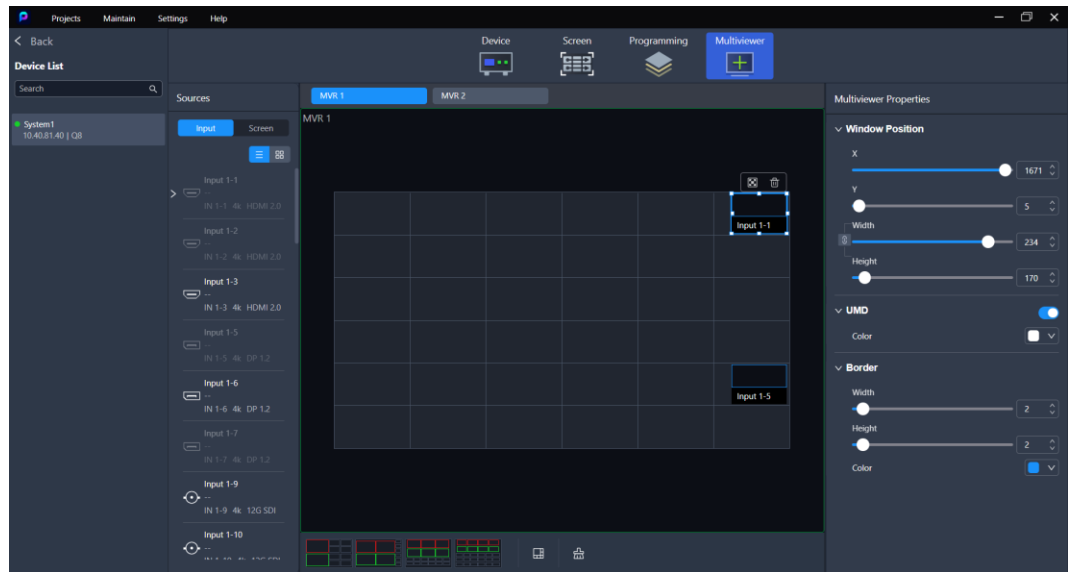 Projects Maintain Settings Help
Back
Device List
Search
System1
10.40.81.40 | Q8
Device Screen Programming Multiviewer
Sources
Input Screen
Input 1-1
--
IN 1-1 4k HDMI 2.0
Input 1-2
--
IN 1-2 4k HDMI 2.0
Input 1-3
--
IN 1-3 4k HDMI 2.0
Input 1-5
--
IN 1-5 4k DP 1.2
Input 1-6
--
IN 1-6 4k DP 1.2
Input 1-7
--
IN 1-7 4k DP 1.2
Input 1-9
--
IN 1-9 4k 12G SDI
Input 1-10
--
IN 1-10 4k 12G SDI
MVR 1 MVR 2
MVR 1
Input 1-1
Input 1-5
Multiviewer Properties
Window Position
X
1671
Y
5
Width
234
Height
170
UMD
Color
Border
Width
2
Height
2
Color